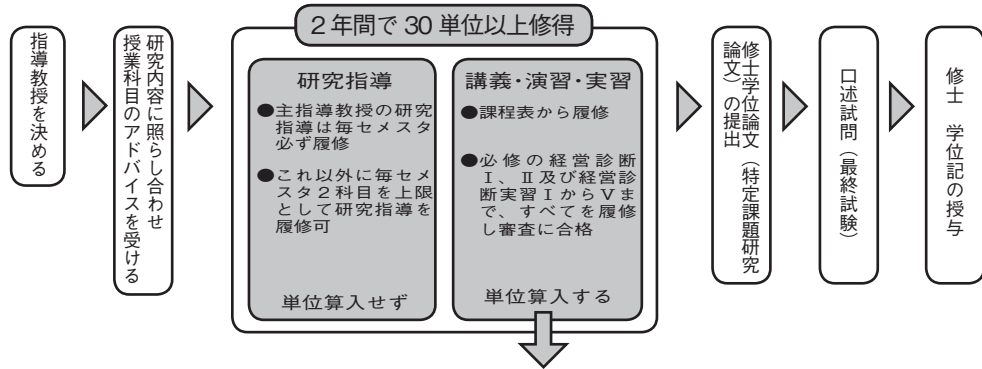 指導教授を決める
研究内容に照らし合わせ
授業科目のアドバイスを受ける
2年間で30単位以上修得
研究指導
●主指導教授の研究
指導は毎セメスタ
必ず履修
●これ以外に毎セメ
スタ2科目を上限
として研究指導を
履修可
単位算入せず
講義・演習・実習
●課程表から履修
●必修の経営診断
Ⅰ、Ⅱ及び経営診
断実習ⅠからⅤま
で、すべてを履修
し審査に合格
単位算入する
修士学位論文(特定課題研究
論文)の提出
口述試問(最終試験)
修士 学位記の授与